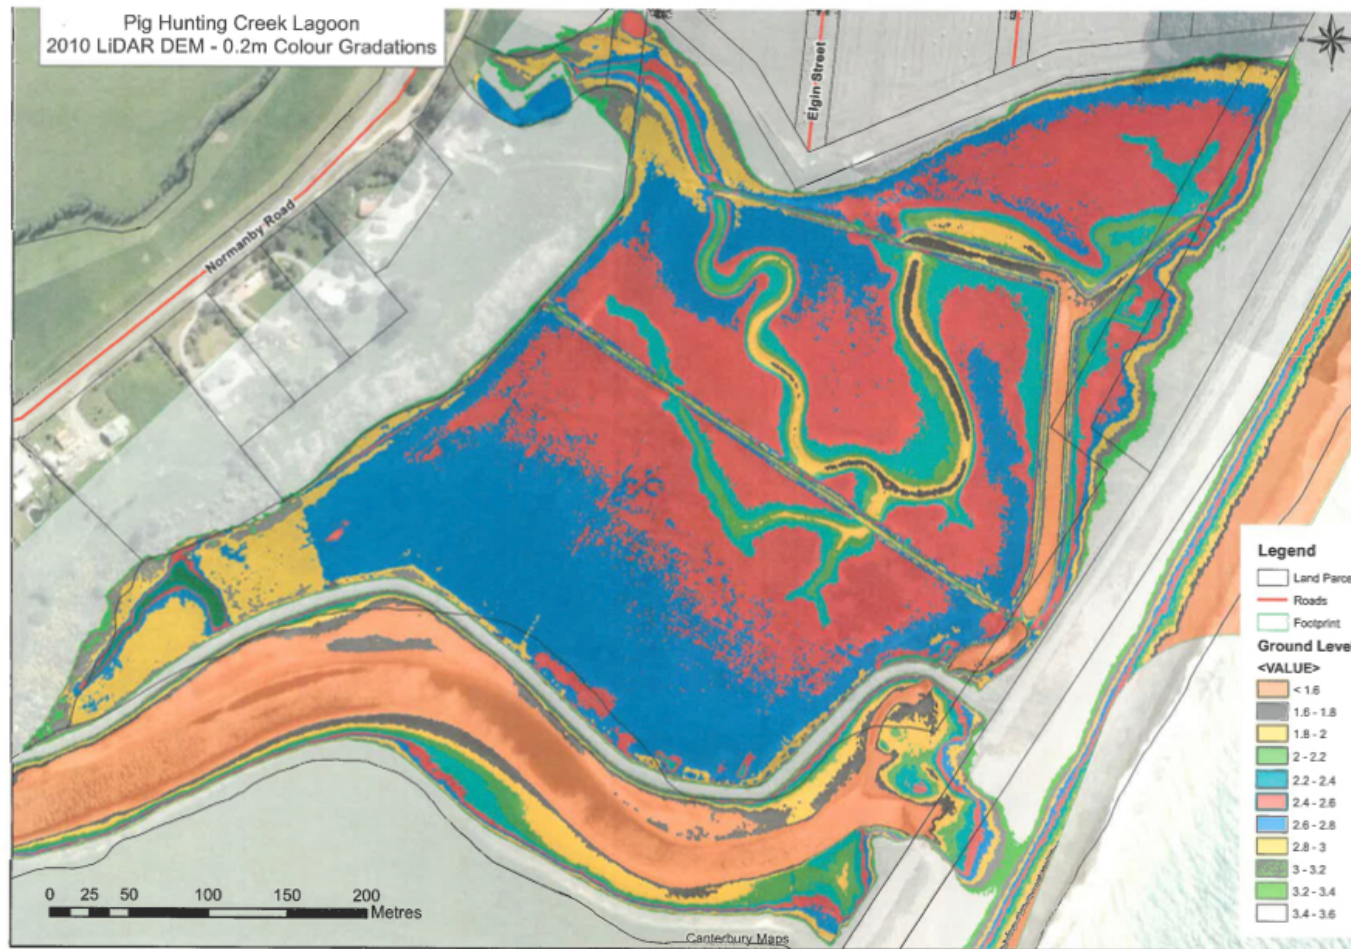 Pig Hunting Creek Lagoon
2010 LiDAR DEM - 0.2m Colour Gradations
Elgin Street
Normanby Road
Legend
Land Parce
Roads
Footprint
Ground Leve
<VALUE>
< 1.6
1.6 - 1.8
1.8 - 2
2 - 2.2
2.2 - 2.4
2.4 - 2.6
2.6 - 2.8
2.8 - 3
3 - 3.2
3.2 - 3.4
3.4 - 3.6
0 25 50 100 150 200
Metres
Canterbury Maps